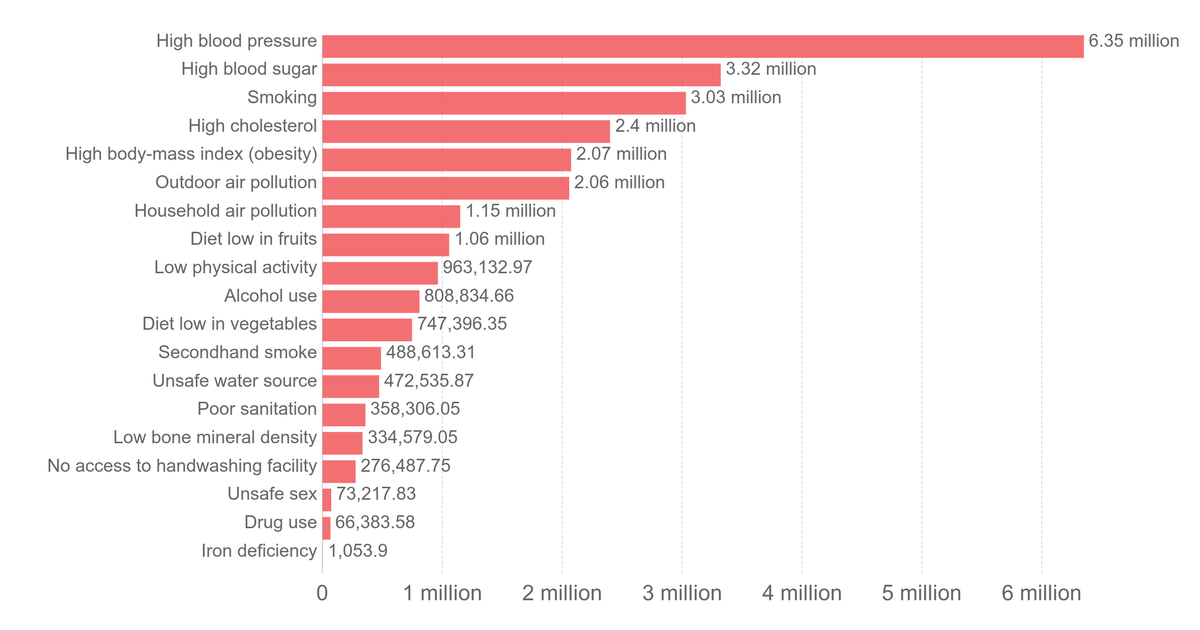 High blood pressure 6.35 million
High blood sugar 3.32 million
Smoking 3.03 million
High cholesterol 2.4 million
High body-mass index (obesity) 2.07 million
Outdoor air pollution 2.06 million
Household air pollution 1.15 million
Diet low in fruits 1.06 million
Low physical activity 963,132.97
Alcohol use 808,834.66
Diet low in vegetables 747,396.35
Secondhand smoke 488,613.31
Unsafe water source 472,535.87
Poor sanitation 358,306.05
Low bone mineral density 334,579.05
No access to handwashing facility 276,487.75
Unsafe sex 73,217.83
Drug use 66,383.58
Iron deficiency 1,053.9
0 1 million 2 million 3 million 4 million 5 million 6 million